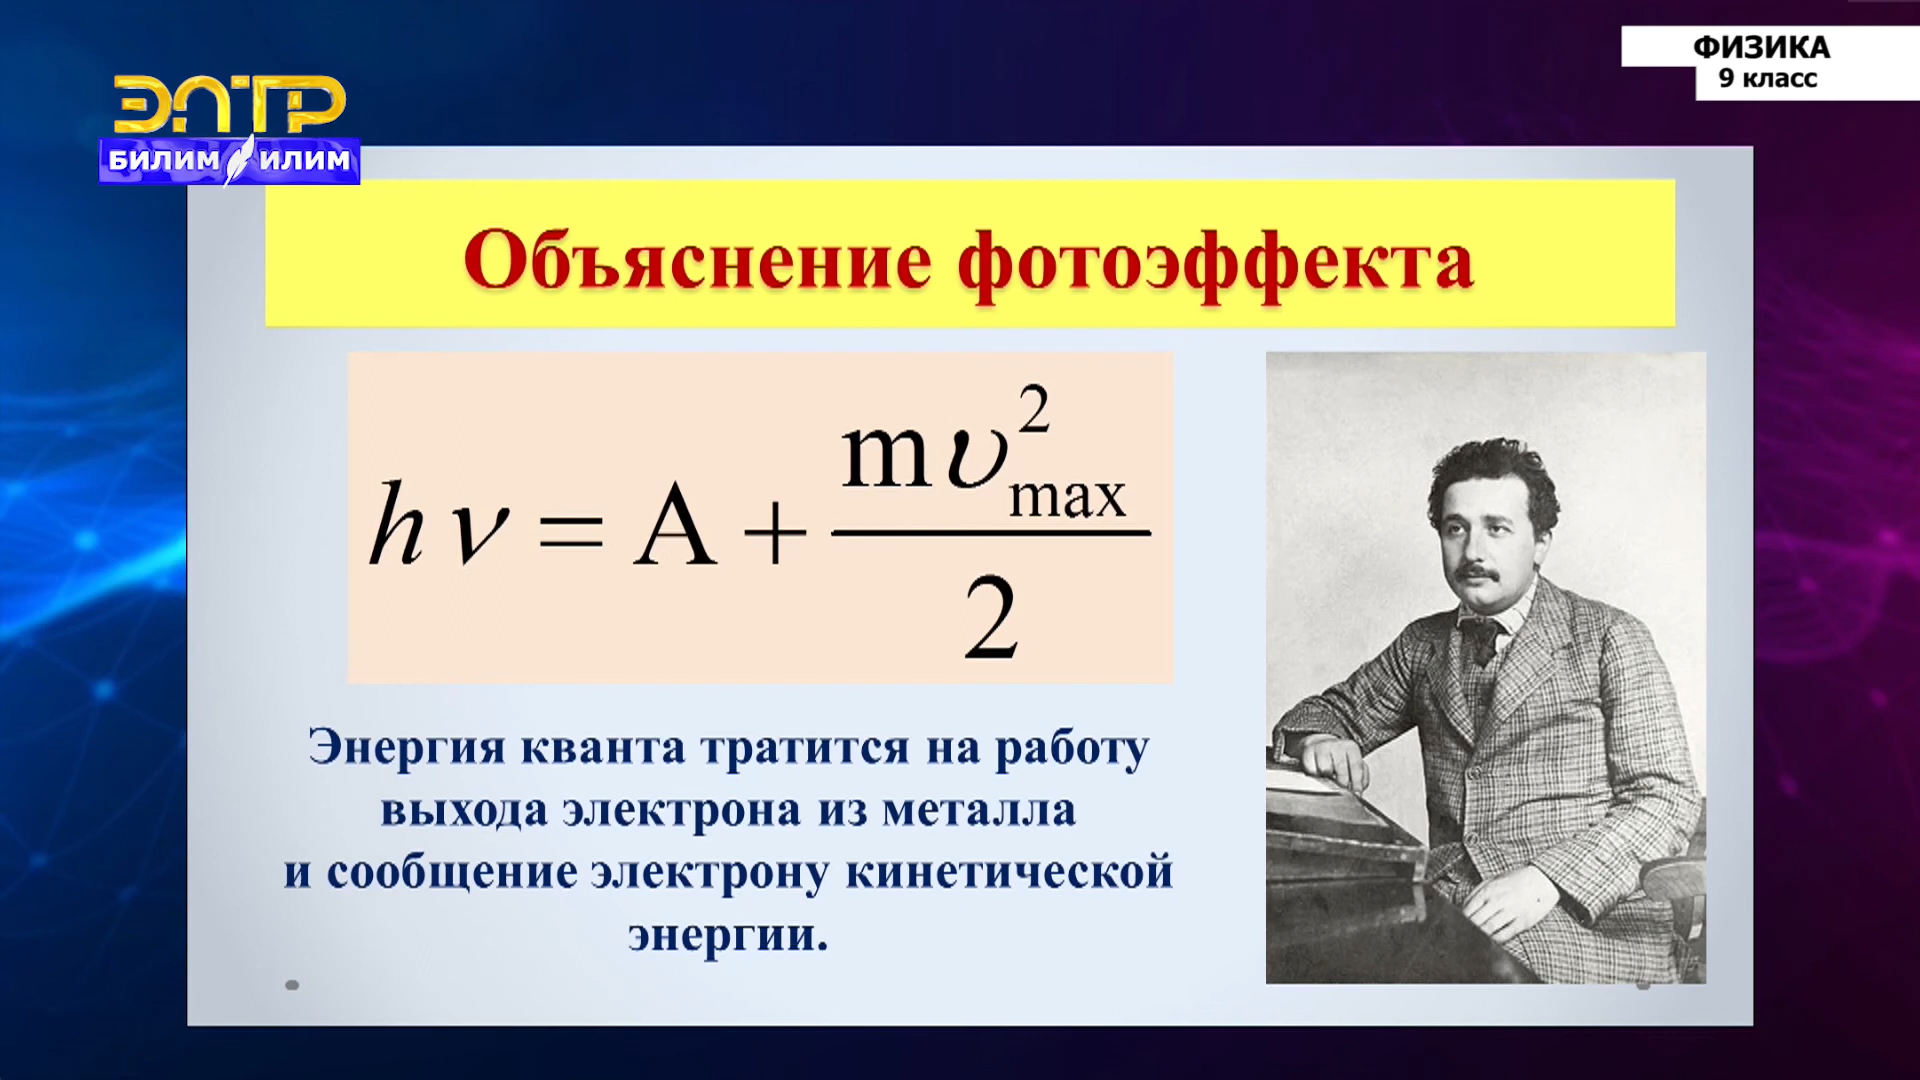 ФИЗИКА
9 класс
ЭЛТР
БИЛИМ ИЛИМ
Объяснение фотоэффекта
hν = A + mυ²max / 2
Энергия кванта тратится на работу
выхода электрона из металла
и сообщение электрону кинетической
энергии.